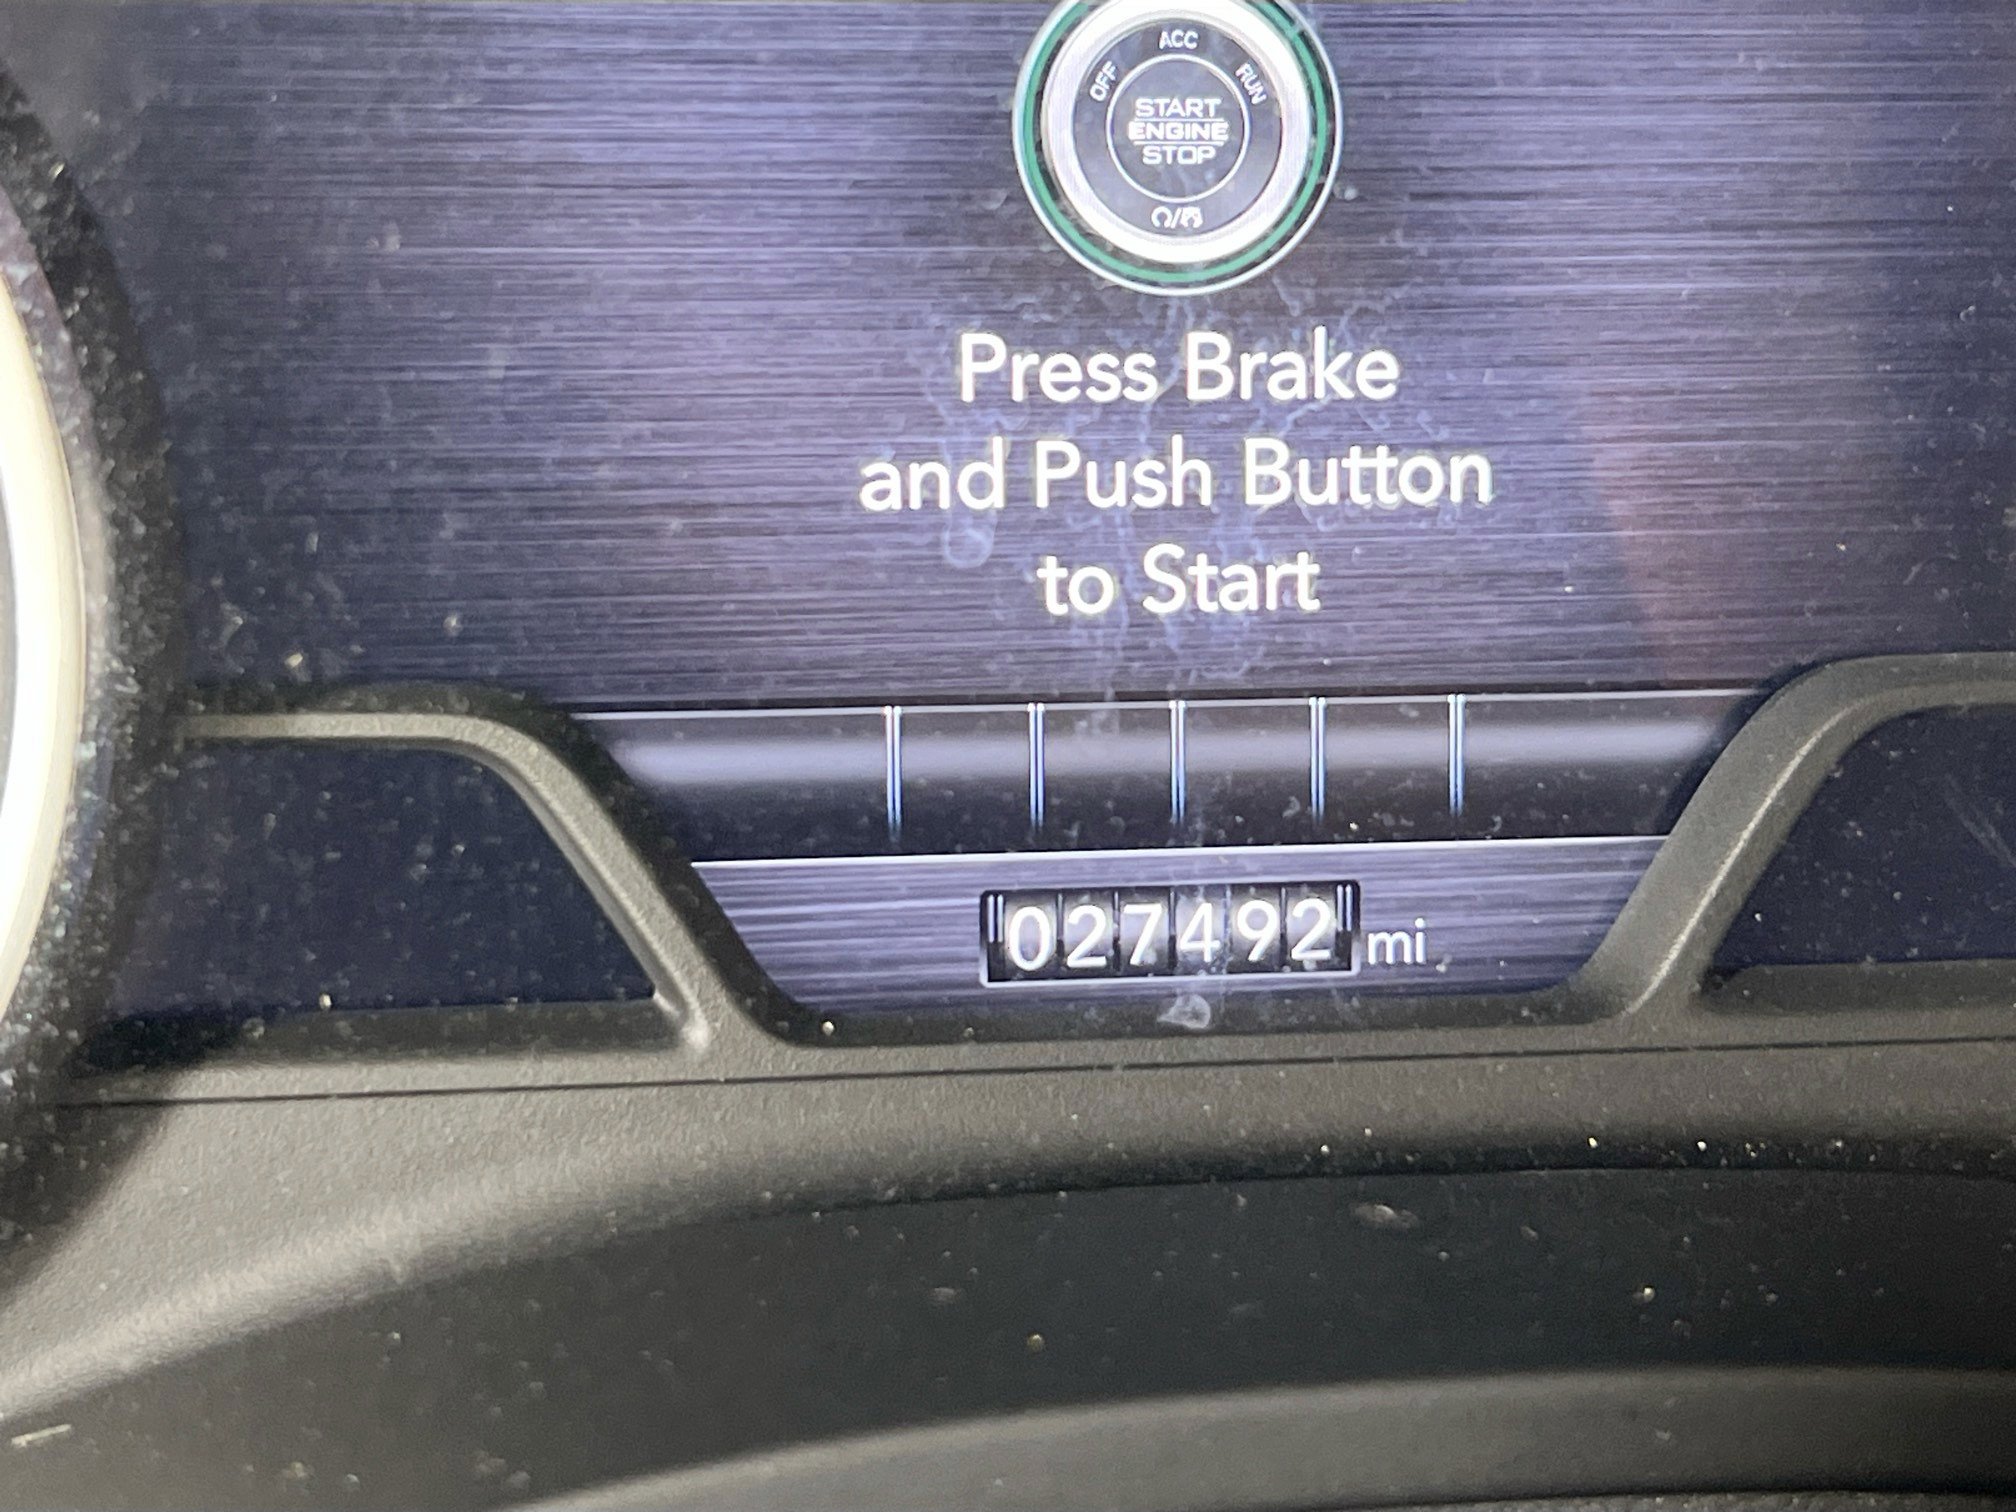 ACC
OFF
RUN
START
ENGINE
STOP
Press Brake
and Push Button
to Start
027492 mi